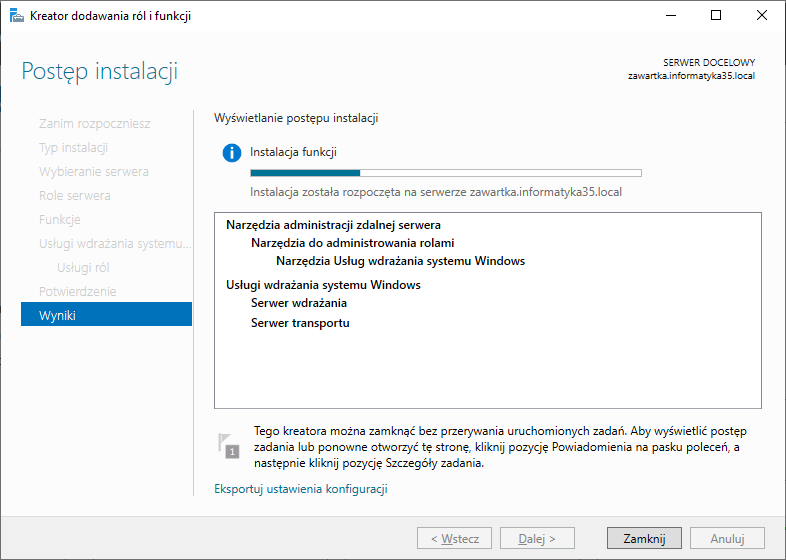 Kreator dodawania ról i funkcji
Postęp instalacji
SERWER DOCELOWY
zawartka.informatyka35.local
Zanim rozpoczniesz
Typ instalacji
Wybieranie serwera
Role serwera
Funkcje
Usługi wdrażania systemu...
Usługi ról
Potwierdzenie
Wyniki
Wyświetlanie postępu instalacji
Instalacja funkcji
Instalacja została rozpoczęta na serwerze zawartka.informatyka35.local
Narzędzia administracji zdalnej serwera
Narzędzia do administrowania rolami
Narzędzia Usług wdrażania systemu Windows
Usługi wdrażania systemu Windows
Serwer wdrażania
Serwer transportu
1
Tego kreatora można zamknąć bez przerywania uruchomionych zadań. Aby wyświetlić postęp
zadania lub ponowne otworzyć tę stronę, kliknij pozycję Powiadomienia na pasku poleceń, a
następnie kliknij pozycję Szczegóły zadania.
Eksportuj ustawienia konfiguracji
< Wstecz
Dalej >
Zamknij
Anuluj